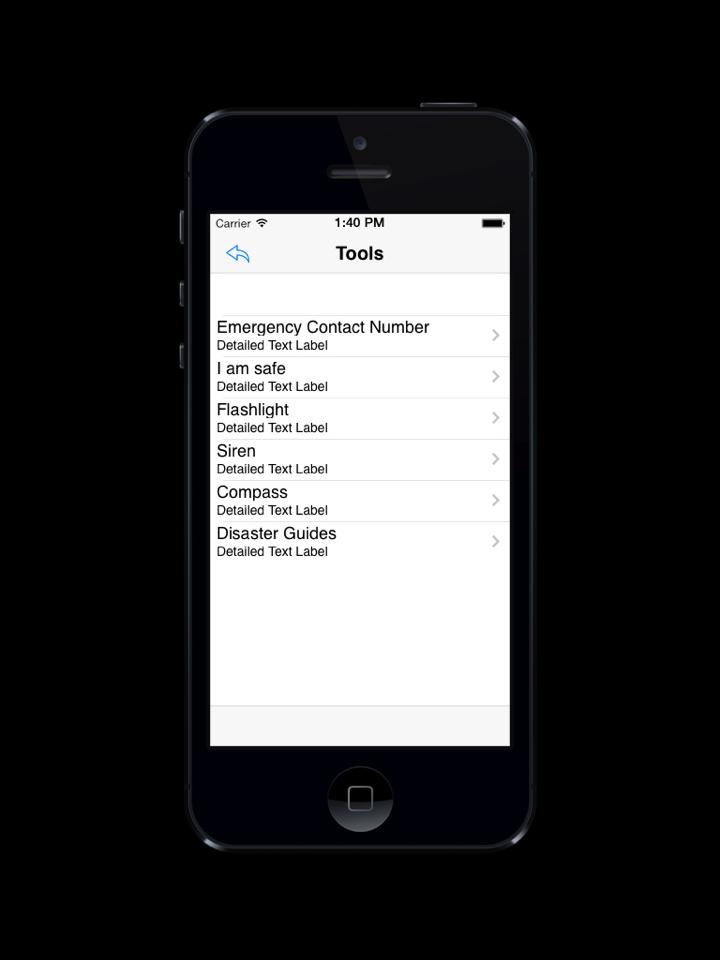 Carrier 1:40 PM
Tools
Emergency Contact Number
Detailed Text Label
I am safe
Detailed Text Label
Flashlight
Detailed Text Label
Siren
Detailed Text Label
Compass
Detailed Text Label
Disaster Guides
Detailed Text Label